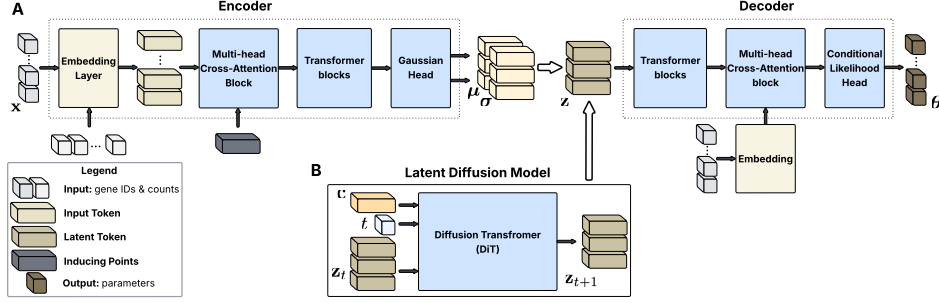 A
Encoder
Decoder
x
Embedding
Layer
Multi-head
Cross-Attention
Block
Transformer
blocks
Gaussian
Head
μ
σ
z
Transformer
blocks
Multi-head
Cross-Attention
block
Conditional
Likelihood
Head
θ
...
Embedding
Legend
Input: gene IDs & counts
Input Token
Latent Token
Inducing Points
Output: parameters
B
Latent Diffusion Model
c
t
z_t
Diffusion Transfromer
(DiT)
z_{t+1}